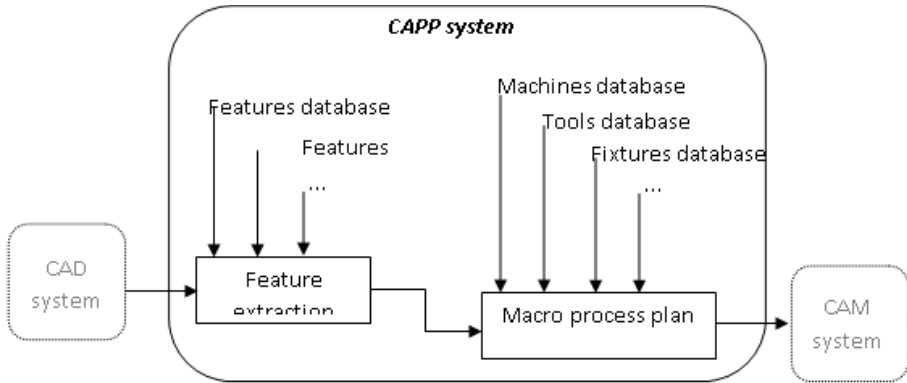 CAPP system
Features database
Features
...
Machines database
Tools database
Fixtures database
...
CAD
system
Feature
extraction
Macro process plan
CAM
system